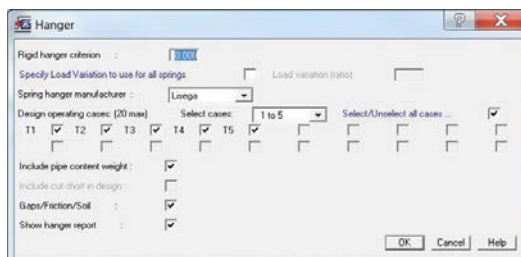 Hanger
Rigid hanger criterion : 0.000
Specify Load Variation to use for all springs Load variation (ratio):
Spring hanger manufacturer : Lisega
Design operating cases: (20 max) Select cases: 1 to 5 Select/Unselect all cases ...
T1 T2 T3 T4 T5
Include pipe content weight :
Include cut-short in design :
Gaps/Friction/Soil :
Show hanger report :
OK Cancel Help